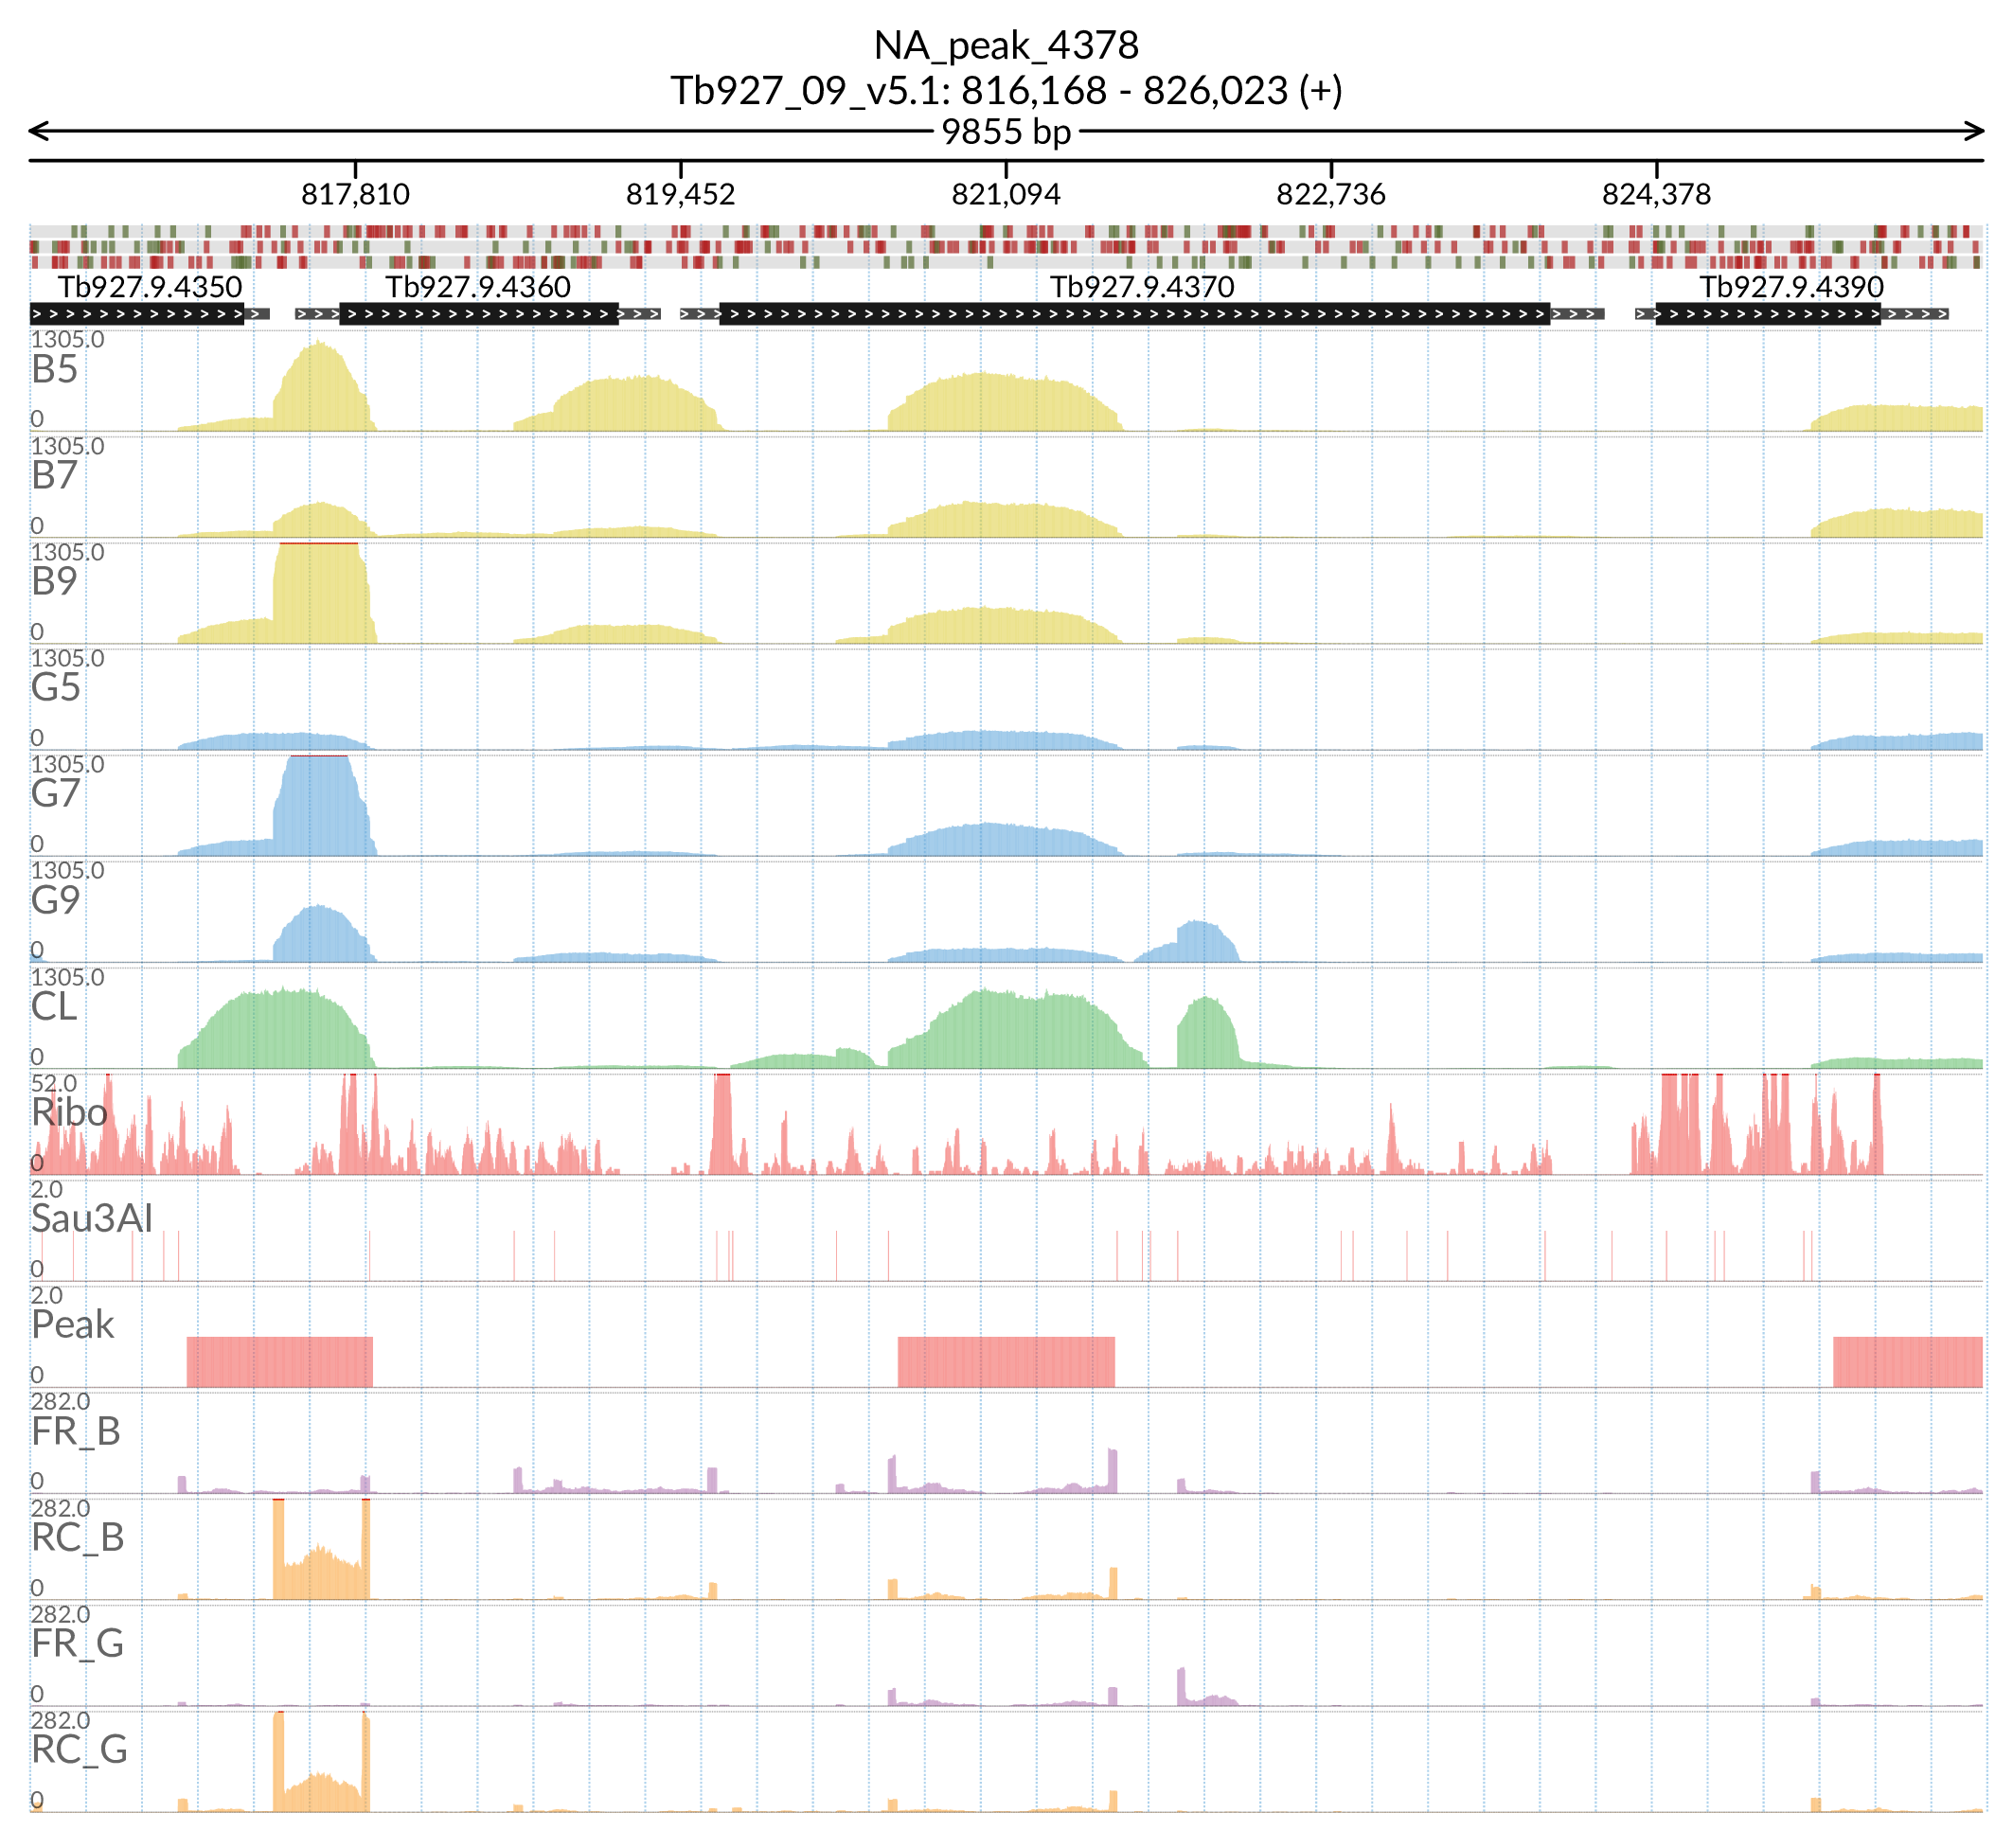 NA_peak_4378
Tb927_09_v5.1: 816,168 - 826,023 (+)
9855 bp
817,810 819,452 821,094 822,736 824,378
Tb927.9.4350 Tb927.9.4360 Tb927.9.4370 Tb927.9.4390
1305.0
B5
0
1305.0
B7
0
1305.0
B9
0
1305.0
G5
0
1305.0
G7
0
1305.0
G9
0
1305.0
CL
0
52.0
Ribo
0
2.0
Sau3AI
0
2.0
Peak
0
282.0
FR_B
0
282.0
RC_B
0
282.0
FR_G
0
282.0
RC_G
0